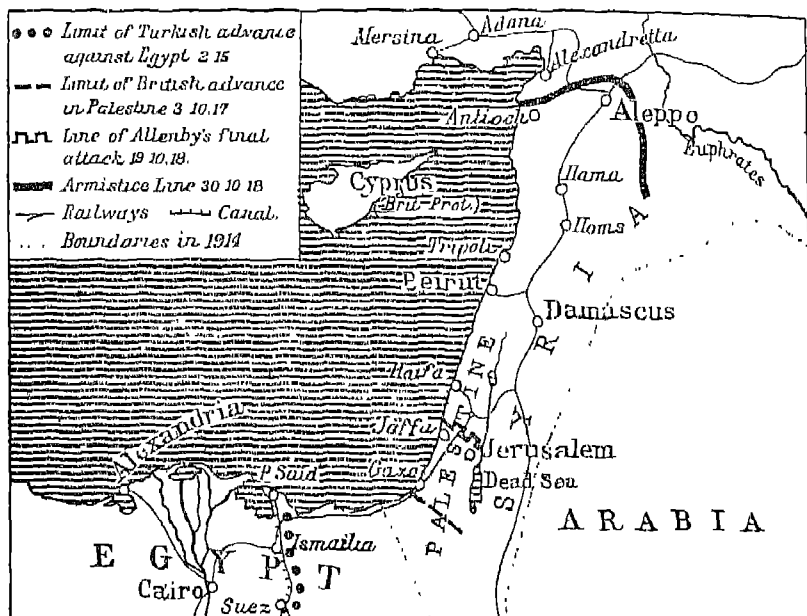 Limit of Turkish advance
against Egypt 2 15
Limit of British advance
in Palestine 3 10.17
Line of Allenby's final
attack 19 10.18.
Armistice Line 30 10 18
Railways Canal.
Boundaries in 1914
Mersina
Adana
Alexandretta
Antioch
Aleppo
Euphrates
Cyprus
(Brit-Prot.)
Hama
Homs
Tripoli
Beirut
Damascus
SYRIA
Haifa
PALESTINE
Jaffa
Jerusalem
Gaza
Dead Sea
Alexandria
P. Said
ARABIA
Ismailia
EGYPT
Cairo
Suez